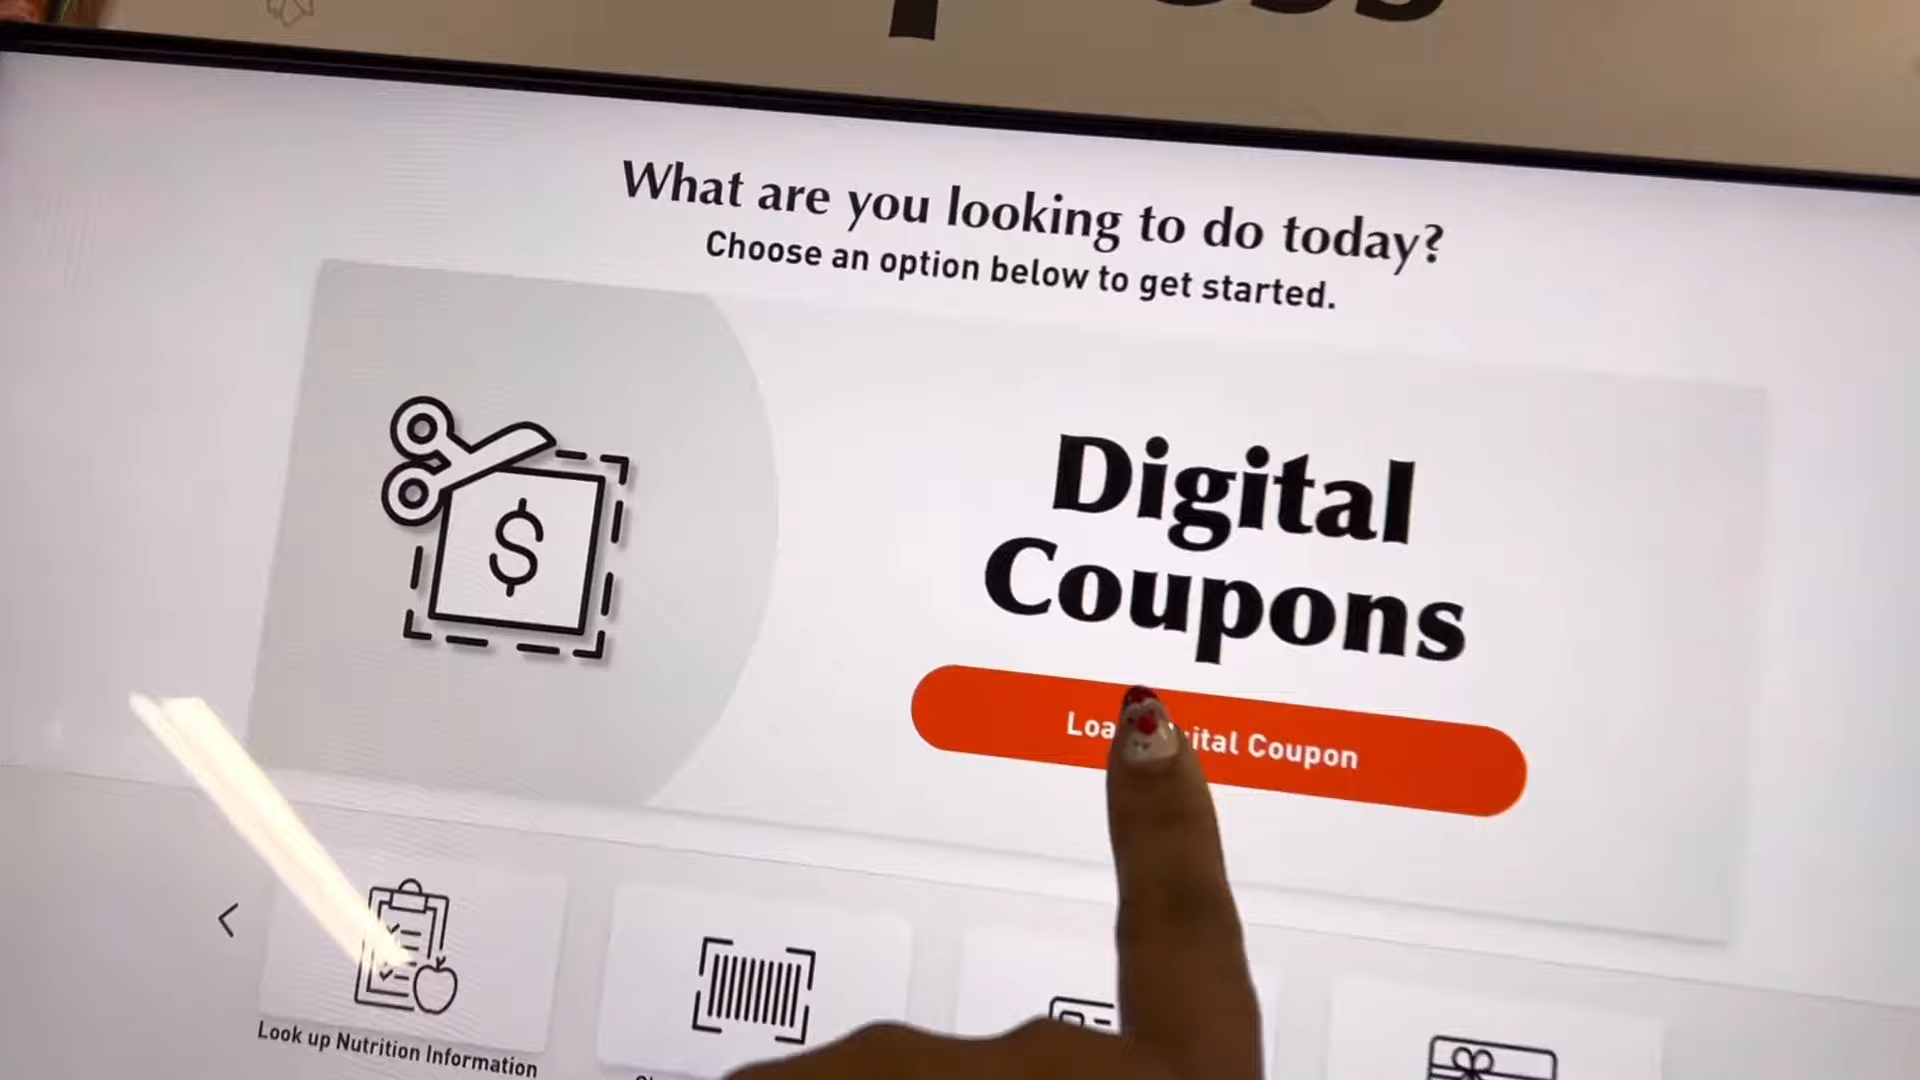 What are you looking to do today?
Choose an option below to get started.
$
Digital
Coupons
Coupon
Look up Nutrition Information